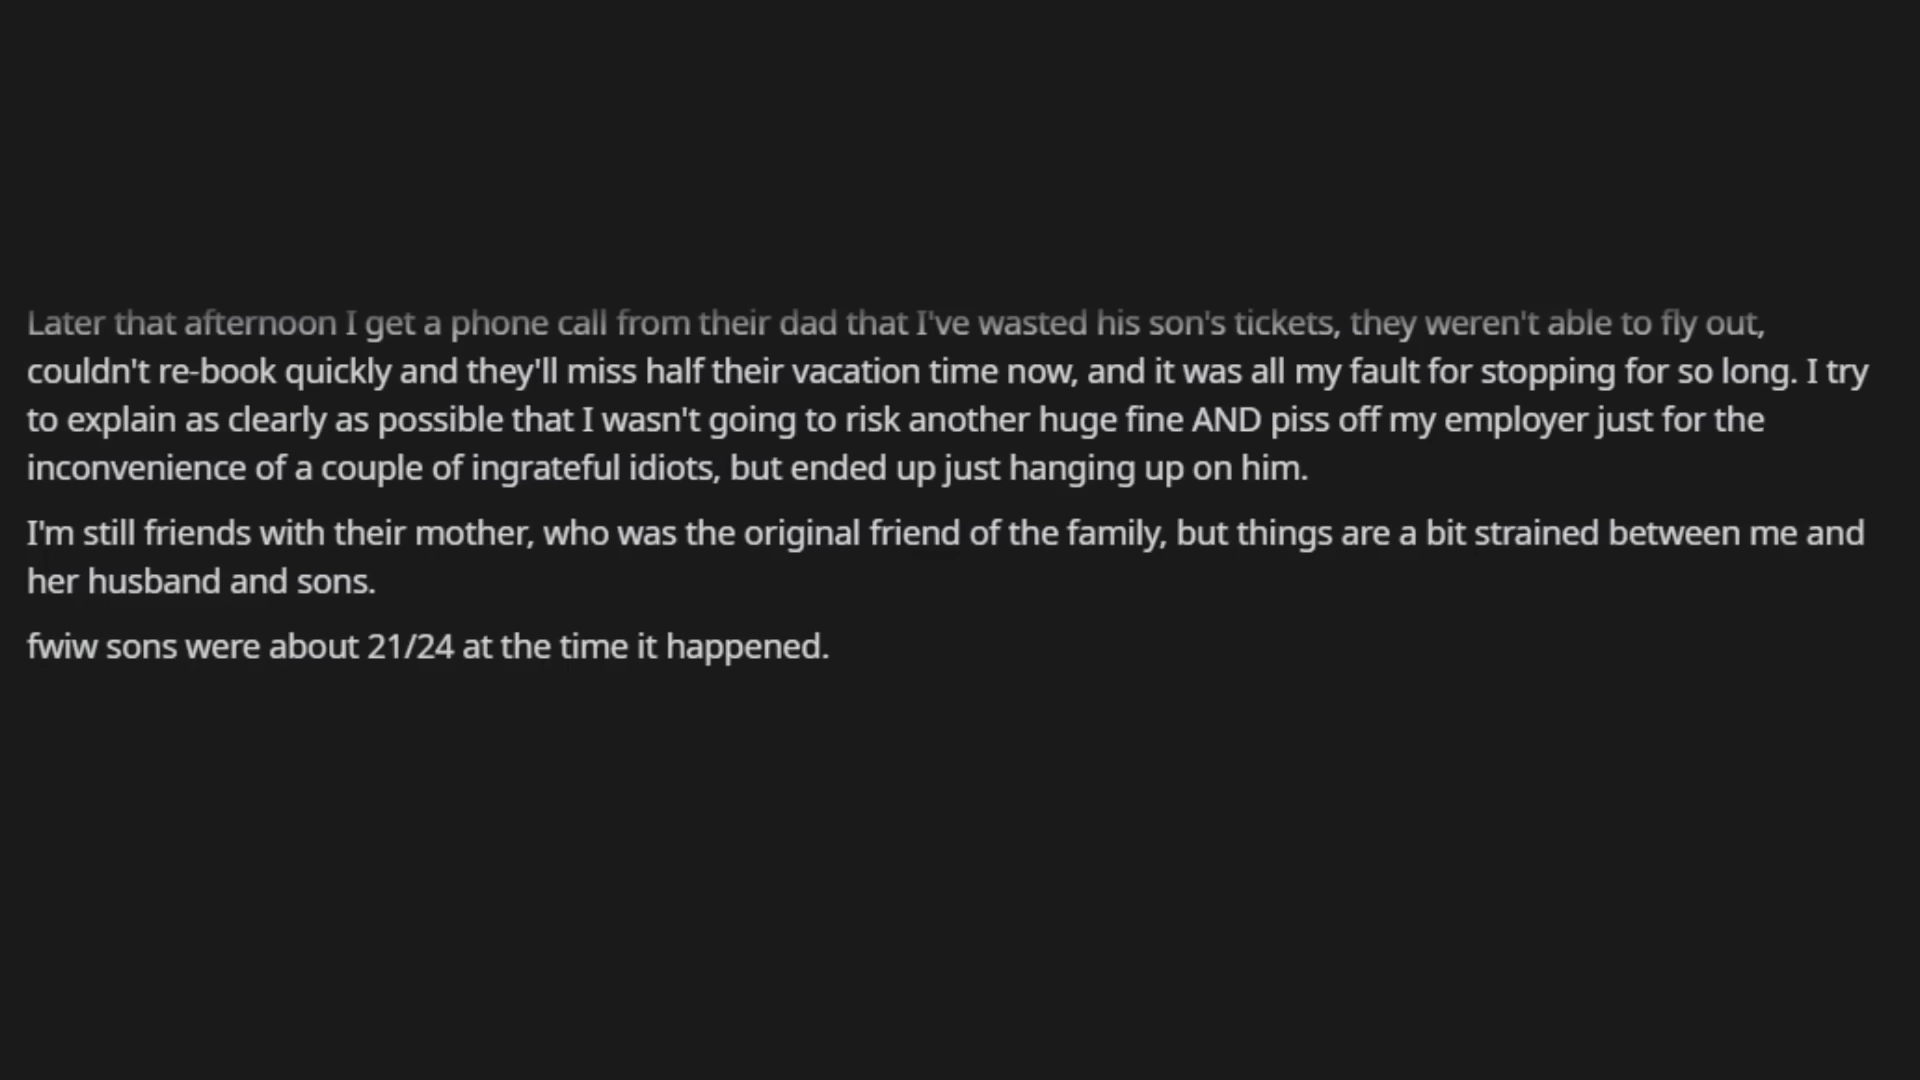 Later that afternoon I get a phone call from their dad that I've wasted his son's tickets, they weren't able to fly out,
couldn't re-book quickly and they'll miss half their vacation time now, and it was all my fault for stopping for so long. I try
to explain as clearly as possible that I wasn't going to risk another huge fine AND piss off my employer just for the
inconvenience of a couple of ingrateful idiots, but ended up just hanging up on him.
I'm still friends with their mother, who was the original friend of the family, but things are a bit strained between me and
her husband and sons.
fwiw sons were about 21/24 at the time it happened.